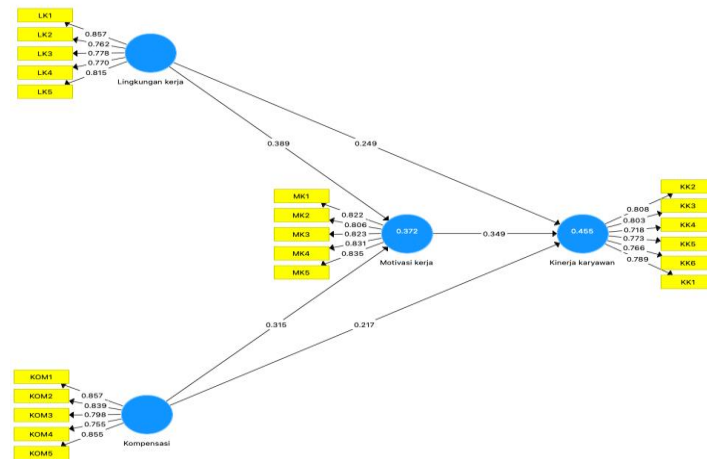 LK1
LK2
LK3
LK4
LK5
0.857
0.762
0.778
0.770
0.815
Lingkungan kerja
0.389
0.249
MK1
MK2
MK3
MK4
MK5
0.822
0.806
0.823
0.831
0.835
0.372
Motivasi kerja
0.349
0.455
Kinerja karyawan
0.808
0.803
0.718
0.773
0.766
0.789
KK2
KK3
KK4
KK5
KK6
KK1
0.315
0.217
KOM1
KOM2
KOM3
KOM4
KOM5
0.857
0.839
0.798
0.755
0.855
Kompensasi